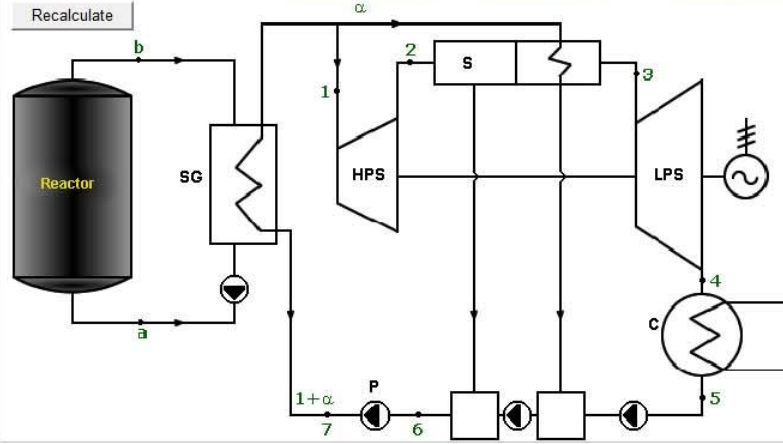 Recalculate
α
b
2
S
3
1
SG
HPS
LPS
Reactor
4
C
a
P
1+α
5
7
6